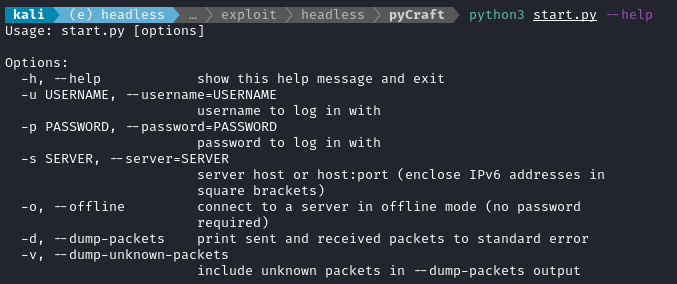 kali (e) headless … exploit headless pyCraft python3 start.py --help
Usage: start.py [options]
Options:
-h, --help show this help message and exit
-u USERNAME, --username=USERNAME
username to log in with
-p PASSWORD, --password=PASSWORD
password to log in with
-s SERVER, --server=SERVER
server host or host:port (enclose IPv6 addresses in
square brackets)
-o, --offline connect to a server in offline mode (no password
required)
-d, --dump-packets print sent and received packets to standard error
-v, --dump-unknown-packets
include unknown packets in --dump-packets output